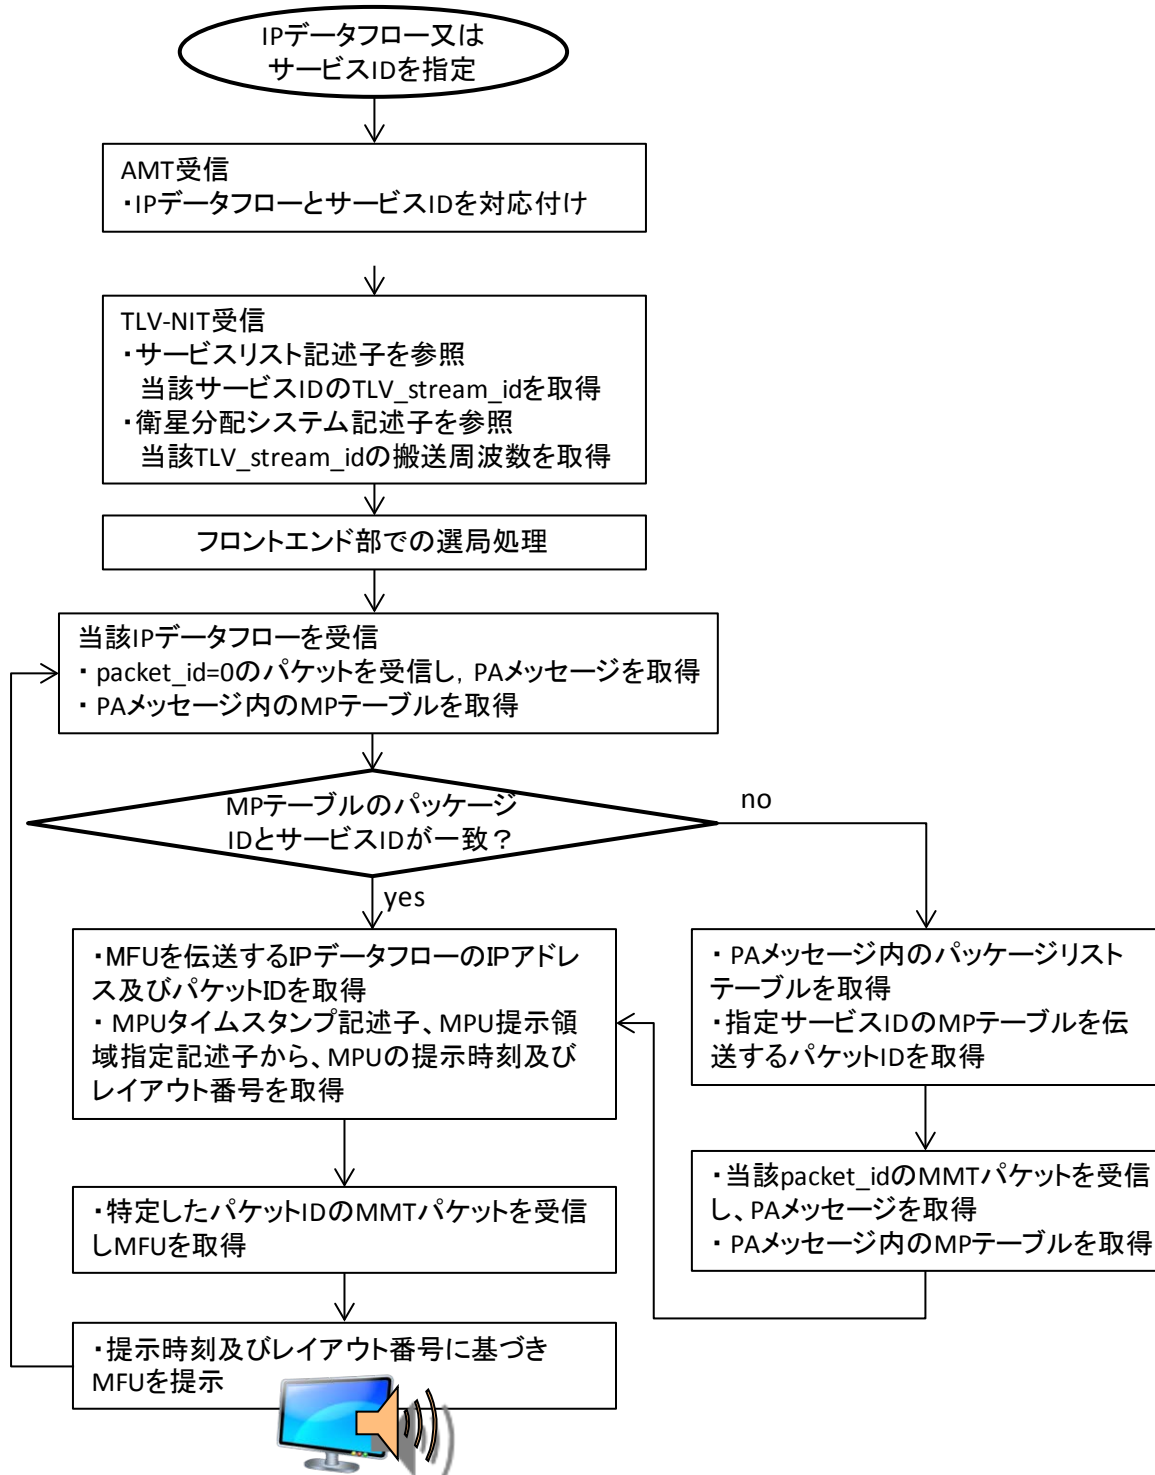 IPデータフロー又は
サービスIDを指定
AMT受信
・IPデータフローとサービスIDを対応付け
TLV-NIT受信
・サービスリスト記述子を参照
当該サービスIDのTLV_stream_idを取得
・衛星分配システム記述子を参照
当該TLV_stream_idの搬送周波数を取得
フロントエンド部での選局処理
当該IPデータフローを受信
・ packet_id=0のパケットを受信し，PAメッセージを取得
・ PAメッセージ内のMPテーブルを取得
MPテーブルのパッケージ
IDとサービスIDが一致？
no
yes
・MFUを伝送するIPデータフローのIPアドレ
ス及びパケットIDを取得
・ MPUタイムスタンプ記述子、MPU提示領
域指定記述子から、MPUの提示時刻及び
レイアウト番号を取得
・特定したパケットIDのMMTパケットを受信
しMFUを取得
・提示時刻及びレイアウト番号に基づき
MFUを提示
・ PAメッセージ内のパッケージリスト
テーブルを取得
・指定サービスIDのMPテーブルを伝
送するパケットIDを取得
・当該packet_idのMMTパケットを受信
し、PAメッセージを取得
・ PAメッセージ内のMPテーブルを取得